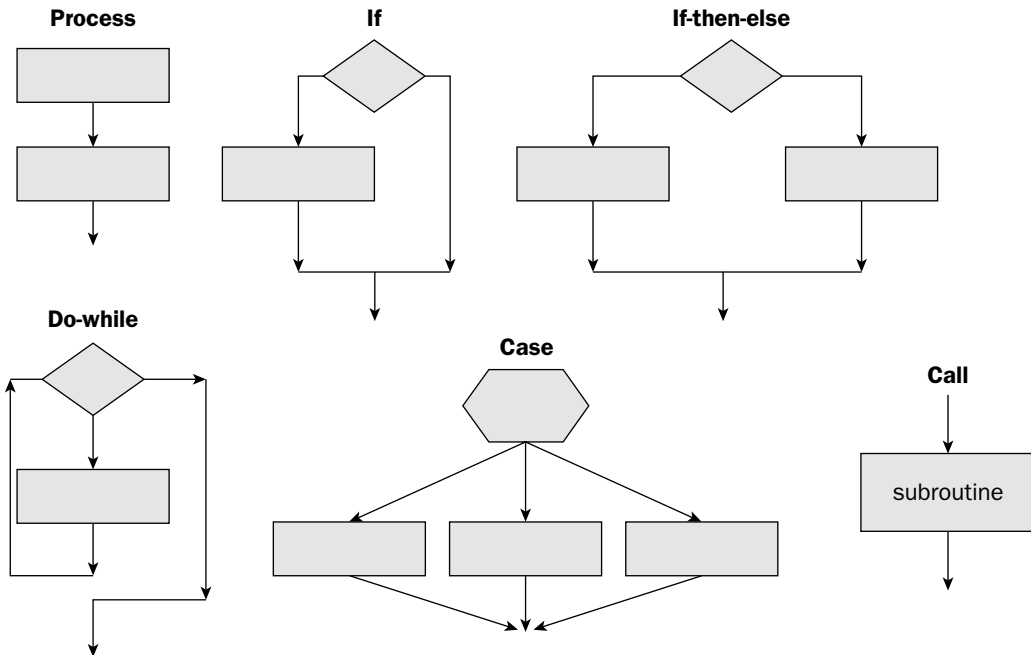 Process
If
If-then-else
Do-while
Case
Call
subroutine